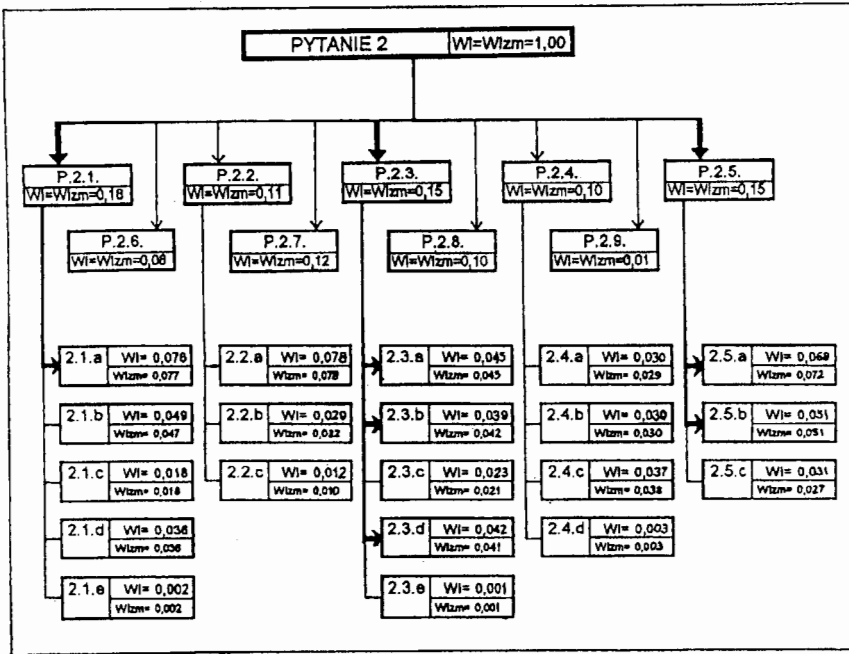 PYTANIE 2 WI=WIzm=1,00
P.2.1. P.2.2. P.2.3. P.2.4. P.2.5.
WI=WIzm=0,18 WI=WIzm=0,11 WI=WIzm=0,15 WI=WIzm=0,10 WI=WIzm=0,15
P.2.6. P.2.7. P.2.8. P.2.9.
WI=WIzm=0,08 WI=WIzm=0,12 WI=WIzm=0,10 WI=WIzm=0,01
2.1.a WI= 0,076 2.2.a WI= 0,078 2.3.a WI= 0,045 2.4.a WI= 0,030 2.5.a WI= 0,068
WIzm= 0,077 WIzm= 0,078 WIzm= 0,045 WIzm= 0,029 WIzm= 0,072
2.1.b WI= 0,049 2.2.b WI= 0,029 2.3.b WI= 0,039 2.4.b WI= 0,030 2.5.b WI= 0,051
WIzm= 0,047 WIzm= 0,022 WIzm= 0,042 WIzm= 0,030 WIzm= 0,051
2.1.c WI= 0,018 2.2.c WI= 0,012 2.3.c WI= 0,023 2.4.c WI= 0,037 2.5.c WI= 0,031
WIzm= 0,018 WIzm= 0,010 WIzm= 0,021 WIzm= 0,038 WIzm= 0,027
2.1.d WI= 0,036 2.3.d WI= 0,042 2.4.d WI= 0,003
WIzm= 0,036 WIzm= 0,041 WIzm= 0,003
2.1.e WI= 0,002 2.3.e WI= 0,001
WIzm= 0,002 WIzm= 0,001